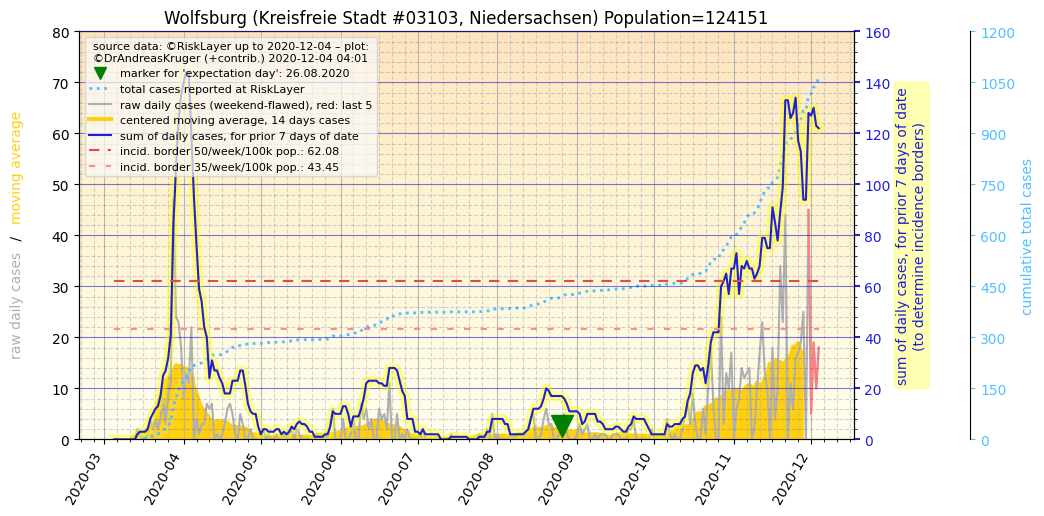 Wolfsburg (Kreisfreie Stadt #03103, Niedersachsen) Population=124151
source data: ©RiskLayer up to 2020-12-04 – plot:
©DrAndreasKruger (+contrib.) 2020-12-04 04:01
marker for 'expectation day': 26.08.2020
total cases reported at RiskLayer
raw daily cases (weekend-flawed), red: last 5
centered moving average, 14 days cases
sum of daily cases, for prior 7 days of date
incid. border 50/week/100k pop.: 62.08
incid. border 35/week/100k pop.: 43.45
raw daily cases / moving average
80
70
60
50
40
30
20
10
0
160
140
120
100
80
60
40
20
0
sum of daily cases, for prior 7 days of date
(to determine incidence borders)
1200
1050
900
750
600
450
300
150
0
cumulative total cases
2020-03
2020-04
2020-05
2020-06
2020-07
2020-08
2020-09
2020-10
2020-11
2020-12